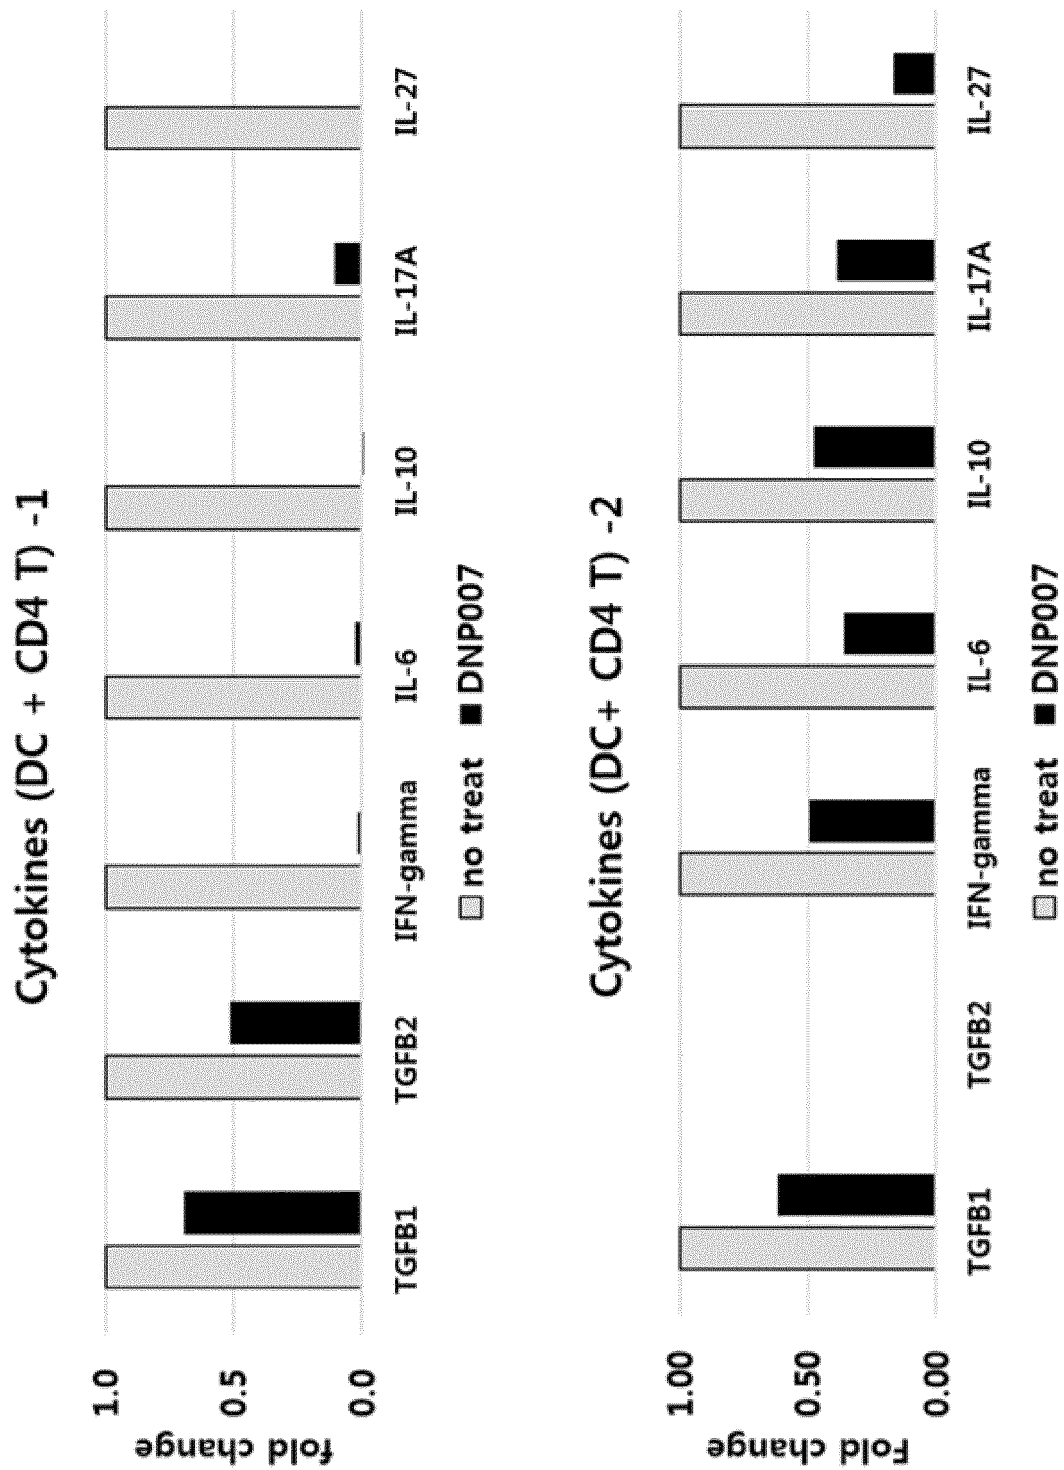 Cytokines (DC + CD4 T) -1
fold change
1.0
0.5
0.0
TGFB1 TGFB2 IFN-gamma IL-6 IL-10 IL-17A IL-27
no treat DNP007
Cytokines (DC+ CD4 T) -2
Fold change
1.00
0.50
0.00
TGFB1 TGFB2 IFN-gamma IL-6 IL-10 IL-17A IL-27
no treat DNP007